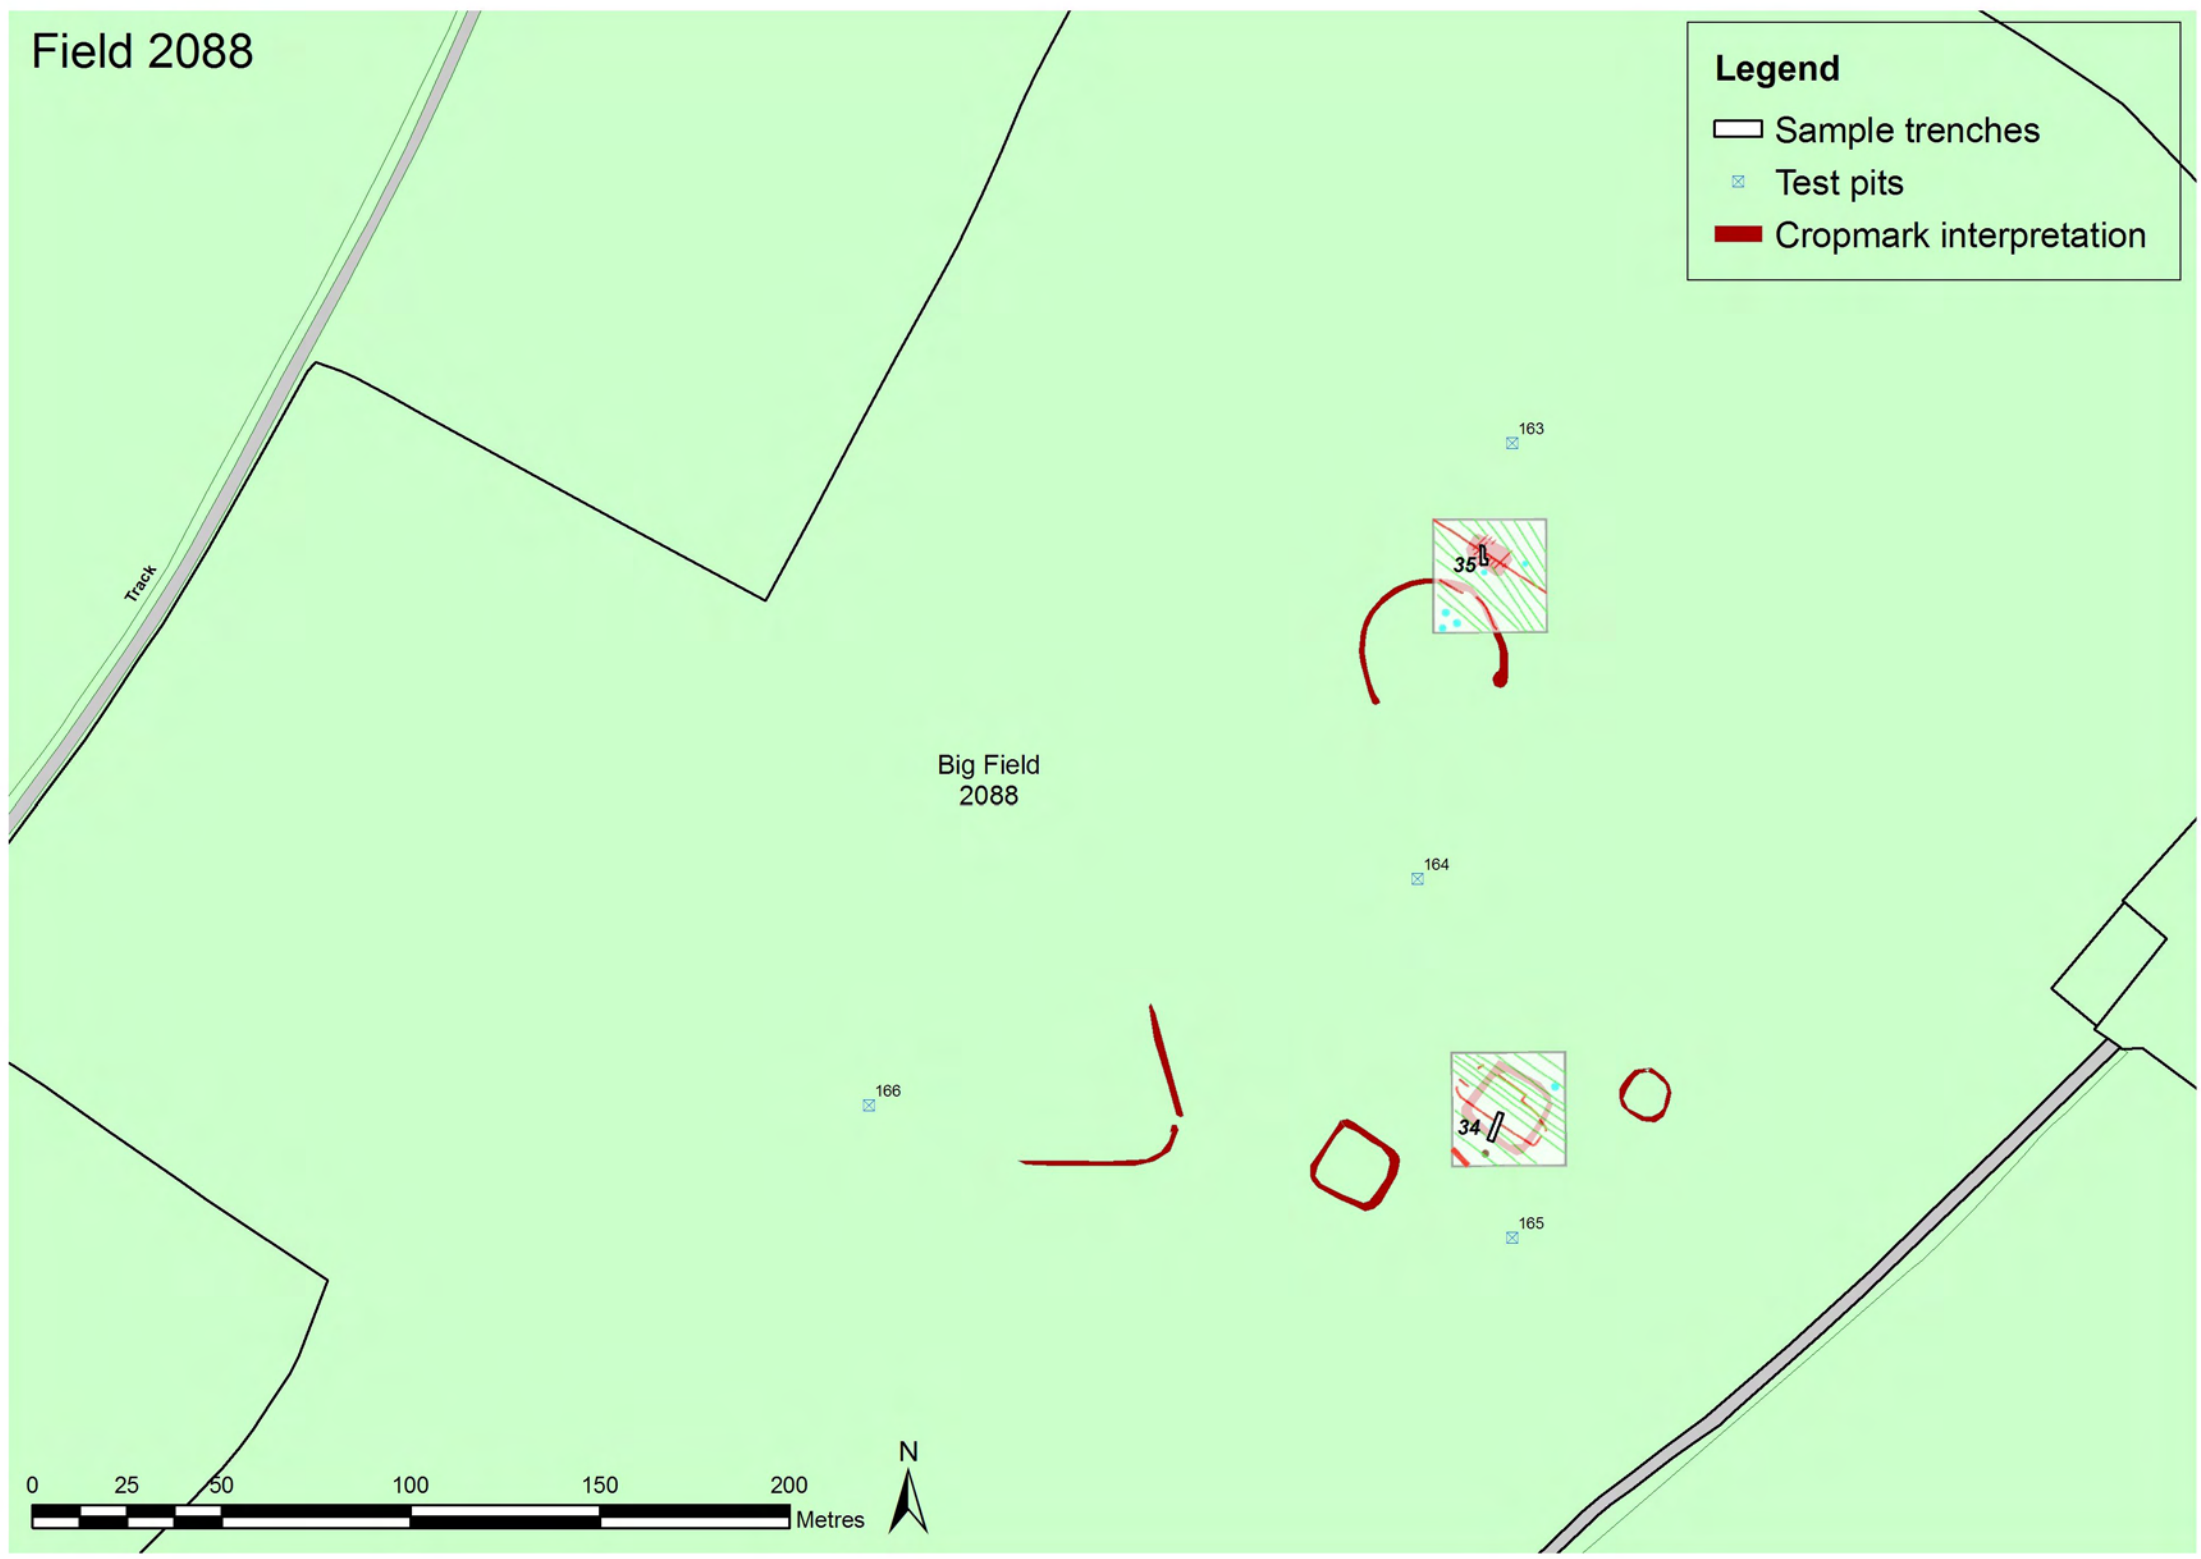 Field 2088
Legend
Sample trenches
Test pits
Cropmark interpretation
163
35
Track
Big Field
2088
164
166
34
165
N
0 25 50 100 150 200
Metres